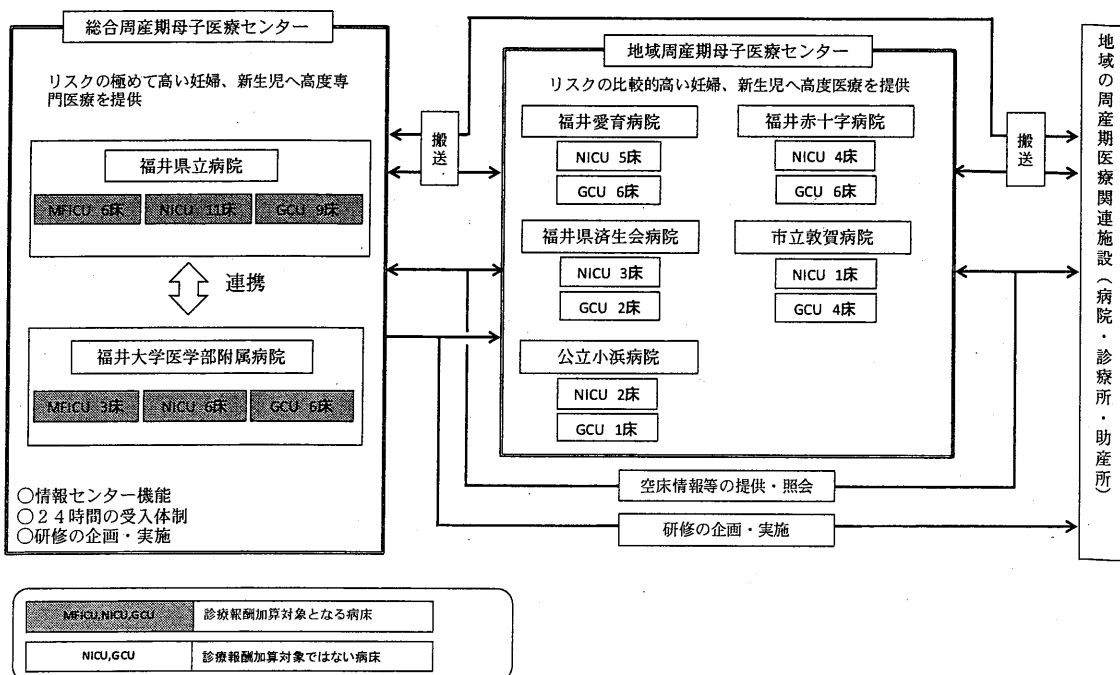 総合周産期母子医療センター
リスクの極めて高い妊婦、新生児へ高度専
門医療を提供
福井県立病院
MFICU 6床
NICU 11床
GCU 9床
連携
福井大学医学部附属病院
MFICU 3床
NICU 6床
GCU 6床
○情報センター機能
○24時間の受入体制
○研修の企画・実施
搬送
地域周産期母子医療センター
リスクの比較的高い妊婦、新生児へ高度医療を提供
福井愛育病院
NICU 5床
GCU 6床
福井赤十字病院
NICU 4床
GCU 6床
福井県済生会病院
NICU 3床
GCU 2床
市立敦賀病院
NICU 1床
GCU 4床
公立小浜病院
NICU 2床
GCU 1床
搬送
空床情報等の提供・照会
研修の企画・実施
地域の周産期医療関連施設(病院・診療所・助産所)
MFICU,NICU,GCU
診療報酬加算対象となる病床
NICU,GCU
診療報酬加算対象ではない病床